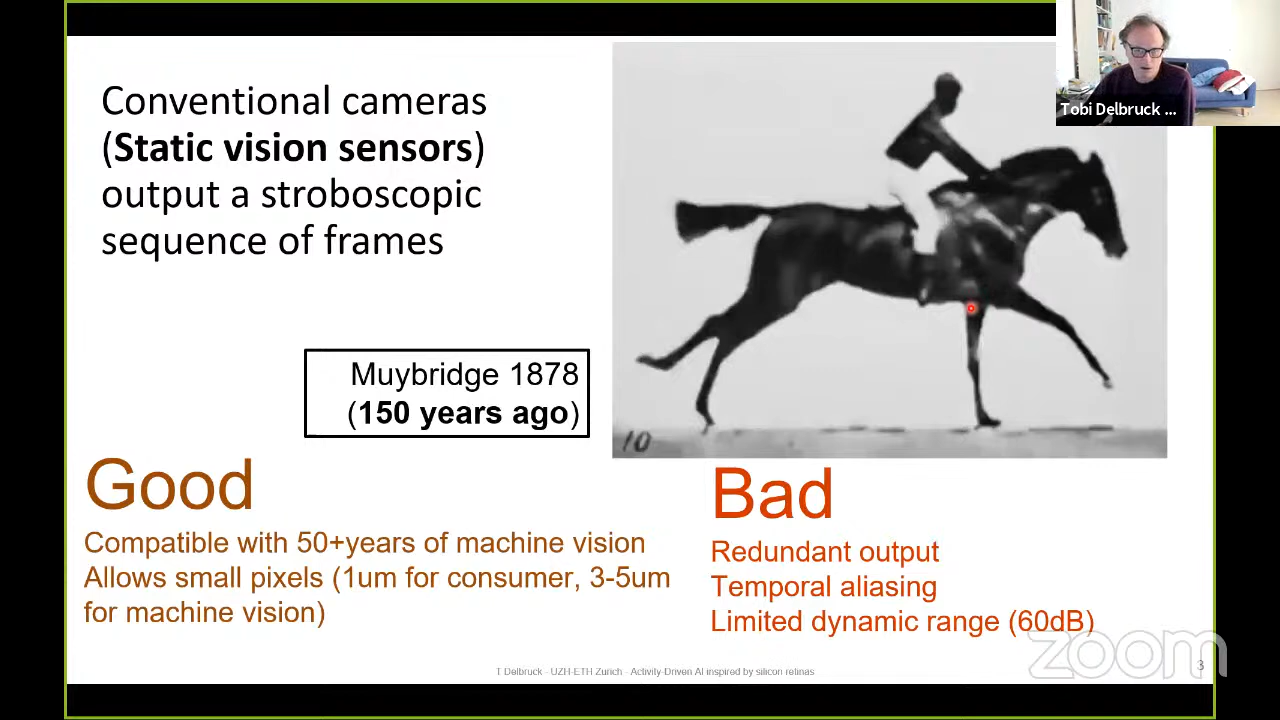 Conventional cameras
(Static vision sensors)
output a stroboscopic
sequence of frames
Muybridge 1878
(150 years ago)
10
Tobi Delbruck ...
Good
Compatible with 50+years of machine vision
Allows small pixels (1um for consumer, 3-5um
for machine vision)
Bad
Redundant output
Temporal aliasing
Limited dynamic range (60dB)
T Delbruck - UZH-ETH Zurich - Activity-Driven AI inspired by silicon retinas
3
zoom